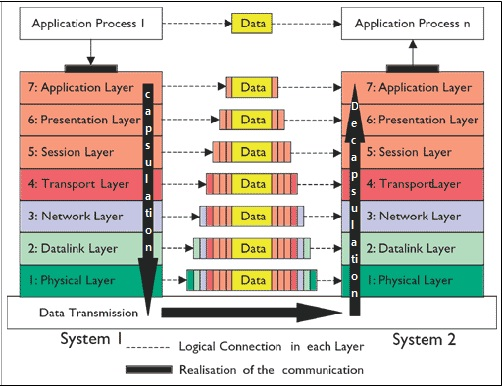 Application Process 1
Data
Application Process n
7: Application Layer
Data
7: Application Layer
6: Presentation Layer
Data
6: Presentation Layer
5: Session Layer
Data
5: Session Layer
4: Transport Layer
Data
4: TransportLayer
3: Network Layer
Data
3: Network Layer
2: Datalink Layer
Data
2: Datalink Layer
1: Physical Layer
Data
1: Physical Layer
capsulation
Decapsulation
Data Transmission
System 1
System 2
Logical Connection in each Layer
Realisation of the communication